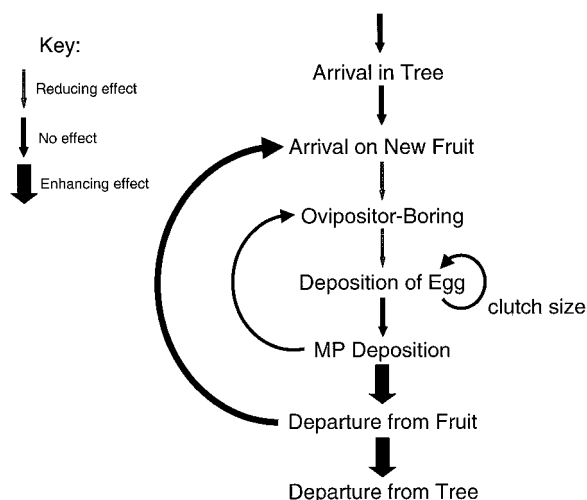 Key:
Reducing effect
No effect
Enhancing effect
Arrival in Tree
Arrival on New Fruit
Ovipositor-Boring
Deposition of Egg
clutch size
MP Deposition
Departure from Fruit
Departure from Tree